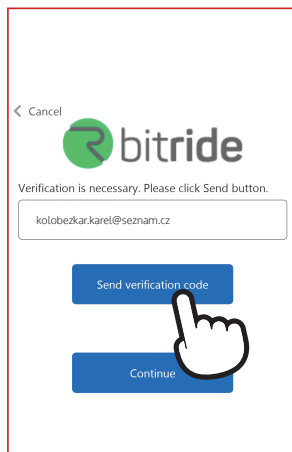 Cancel
bitride
Verification is necessary. Please click Send button.
kolobezkar.karel@seznam.cz
Send verification code
Continue